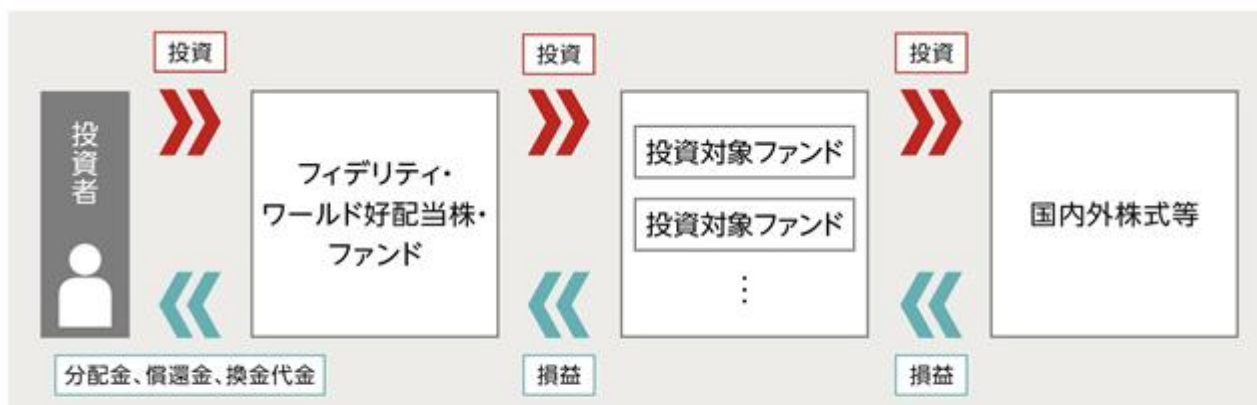 投資
投資
投資
投資者
フィデリティ・
ワールド好配当株・
ファンド
投資対象ファンド
投資対象ファンド
⋮
国内外株式等
分配金、償還金、換金代金
損益
損益